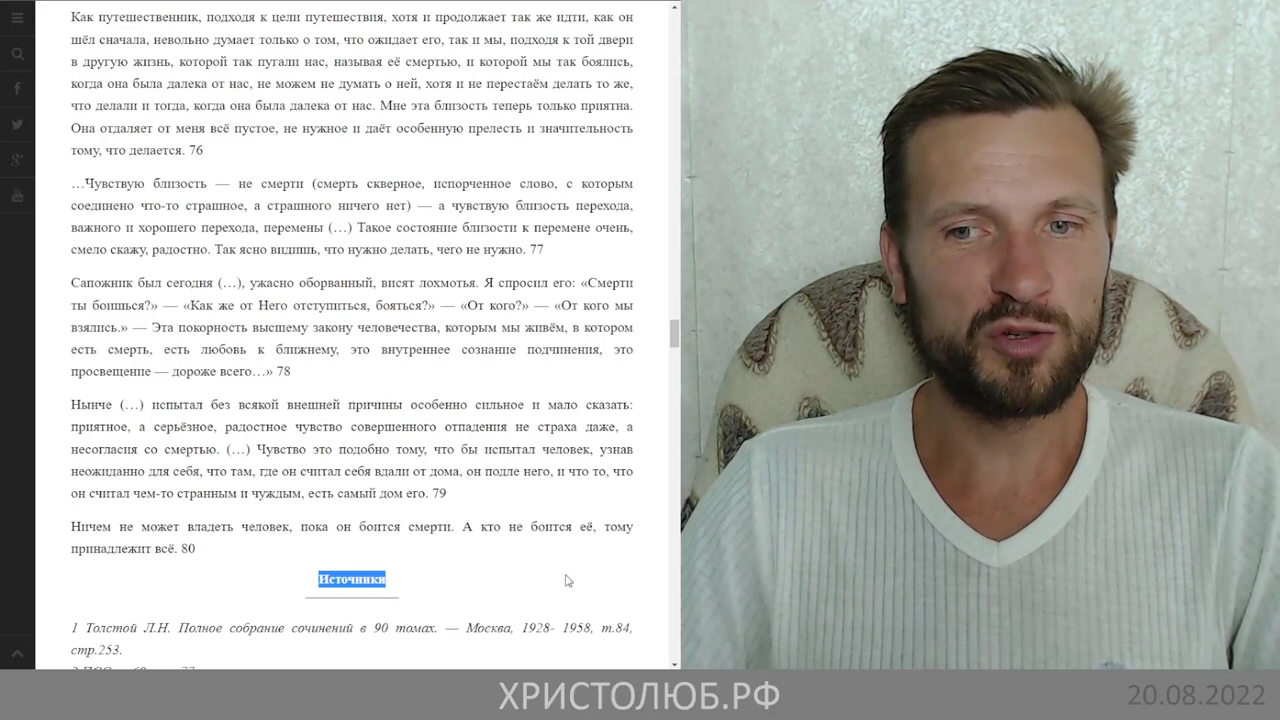 Как путешественник, подходя к цели путешествия, хотя и продолжает так же идти, как он
шёл сначала, невольно думает только о том, что ожидает его, так и мы, подходя к той двери
в другую жизнь, которой так пугали нас, называя её смертью, и которой мы так боялись,
когда она была далека от нас, не можем не думать о ней, хотя и не перестаём делать то же,
что делали и тогда, когда она была далека от нас. Мне эта близость теперь только приятна.
Она отдаляет от меня всё пустое, не нужное и даёт особенную прелесть и значительность
тому, что делается. 76
…Чувствую близость — не смерти (смерть скверное, испорченное слово, с которым
соединено что-то страшное, а страшного ничего нет) — а чувствую близость перехода,
важного и хорошего перехода, перемены (…) Такое состояние близости к перемене очень,
смело скажу, радостно. Так ясно видишь, что нужно делать, чего не нужно. 77
Сапожник был сегодня (…), ужасно оборванный, висят лохмотья. Я спросил его: «Смерти
ты боишься?» — «Как же от Него отступиться, бояться?» — «От кого?» — «От кого мы
взялись.» — Эта покорность высшему закону человечества, которым мы живём, в котором
есть смерть, есть любовь к ближнему, это внутреннее сознание подчинения, это
просвещение — дороже всего…» 78
Нынче (…) испытал без всякой внешней причины особенно сильное и мало сказать:
приятное, а серьёзное, радостное чувство совершенного отпадения не страха даже, а
несогласия со смертью. (…) Чувство это подобно тому, что бы испытал человек, узнав
неожиданно для себя, что там, где он считал себя вдали от дома, он подле него, и что то, что
он считал чем-то странным и чуждым, есть самый дом его. 79
Ничем не может владеть человек, пока он боится смерти. А кто не боится её, тому
принадлежит всё. 80
Источники
1 Толстой Л.Н. Полное собрание сочинений в 90 томах. — Москва, 1928- 1958, т.84,
стр.253.
ХРИСТОЛЮБ.РФ
20.08.2022